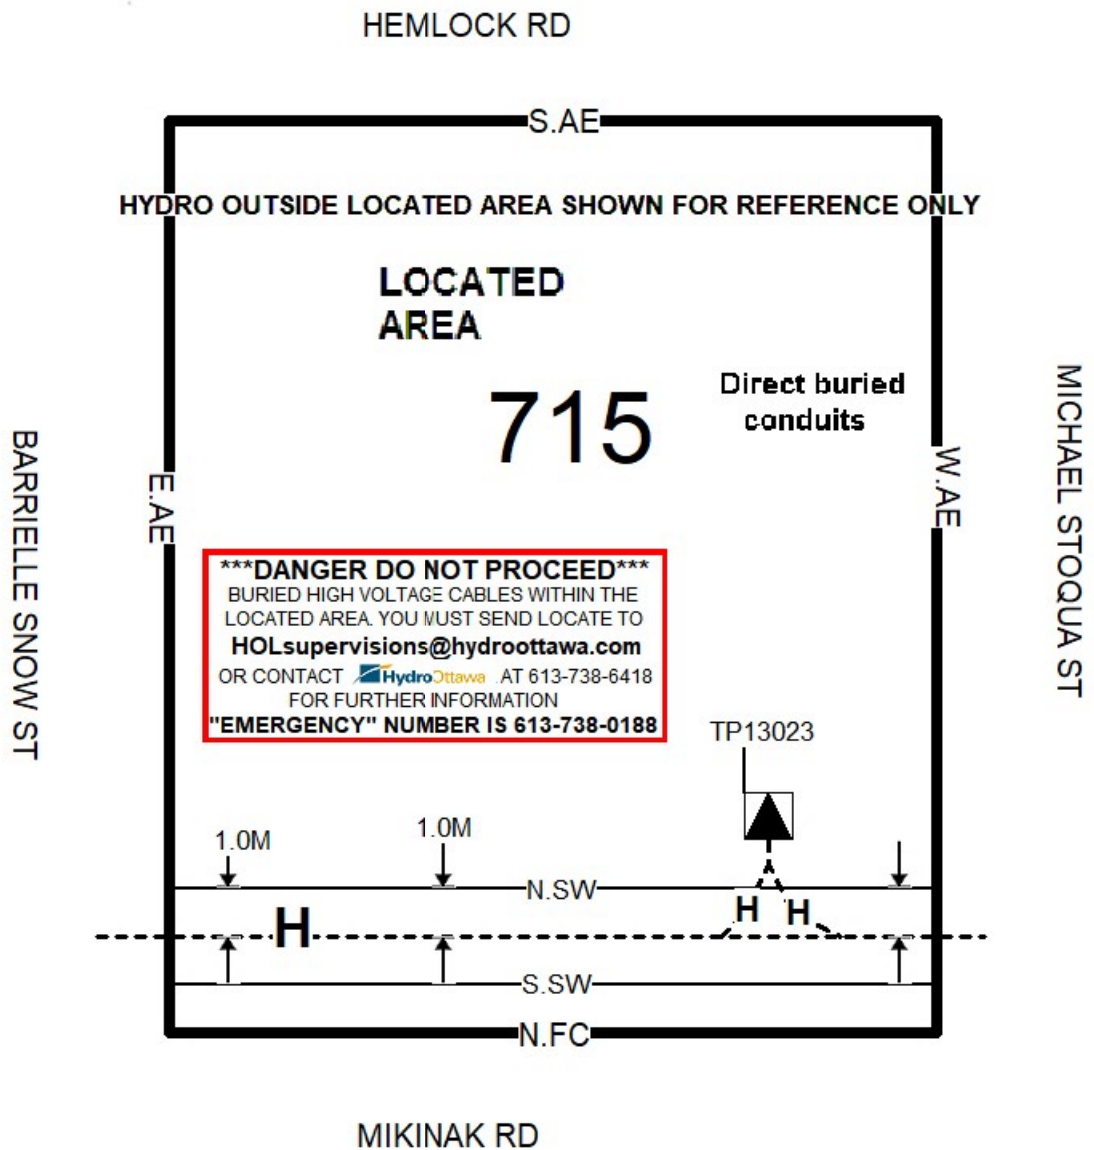 HEMLOCK RD
S.AE
HYDRO OUTSIDE LOCATED AREA SHOWN FOR REFERENCE ONLY
LOCATED
AREA
715
Direct buried
conduits
BARRIELLE SNOW ST
E.AE
W.AE
MICHAEL STOQUA ST
***DANGER DO NOT PROCEED***
BURIED HIGH VOLTAGE CABLES WITHIN THE
LOCATED AREA. YOU MUST SEND LOCATE TO
HOLsupervisions@hydroottawa.com
OR CONTACT HydroOttawa AT 613-738-6418
FOR FURTHER INFORMATION
"EMERGENCY" NUMBER IS 613-738-0188
TP13023
1.0M
1.0M
N.SW
H
H
H
S.SW
N.FC
MIKINAK RD